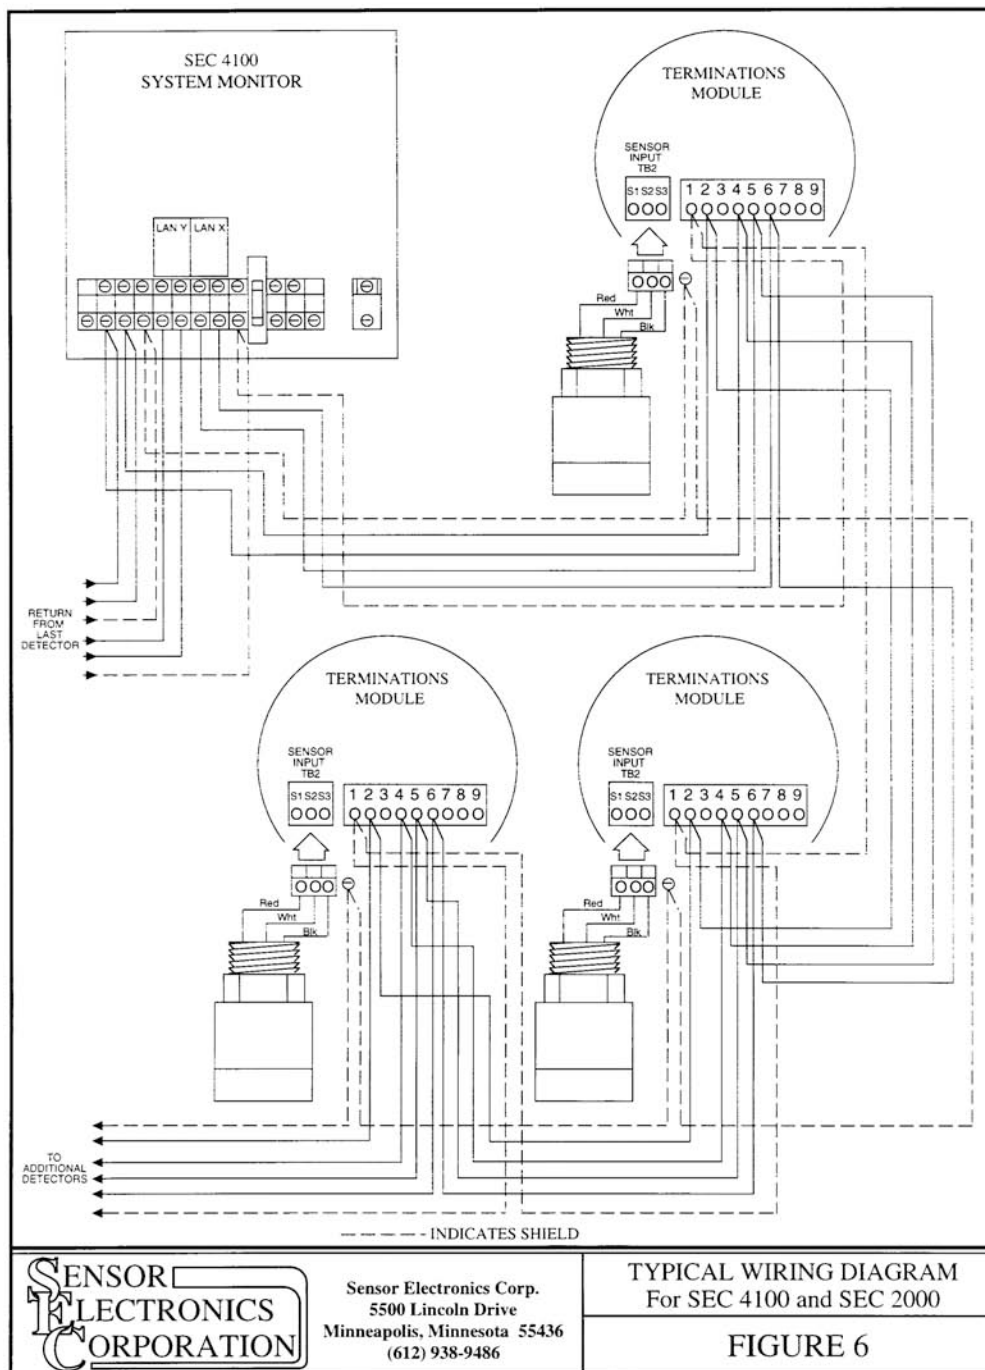 SEC 4100
SYSTEM MONITOR
LAN Y LAN X
TERMINATIONS
MODULE
SENSOR
INPUT
TB2
S1 S2 S3
1 2 3 4 5 6 7 8 9
Red
Wht
Blk
RETURN
FROM
LAST
DETECTOR
TERMINATIONS
MODULE
SENSOR
INPUT
TB2
S1 S2 S3
1 2 3 4 5 6 7 8 9
Red
Wht
Blk
TERMINATIONS
MODULE
SENSOR
INPUT
TB2
S1 S2 S3
1 2 3 4 5 6 7 8 9
Red
Wht
Blk
TO
ADDITIONAL
DETECTORS
INDICATES SHIELD
SENSOR
ELECTRONICS
CORPORATION
Sensor Electronics Corp.
5500 Lincoln Drive
Minneapolis, Minnesota 55436
(612) 938-9486
TYPICAL WIRING DIAGRAM
For SEC 4100 and SEC 2000
FIGURE 6